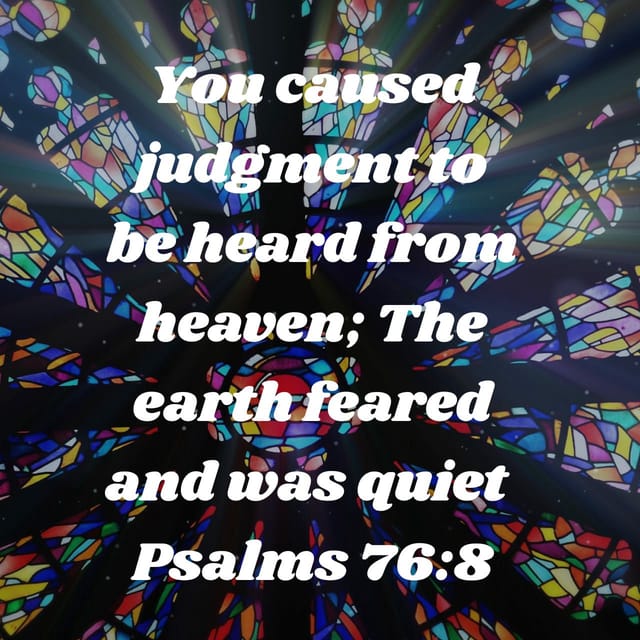 You caused
judgment to
be heard from
heaven; The
earth feared
and was quiet
Psalms 76:8